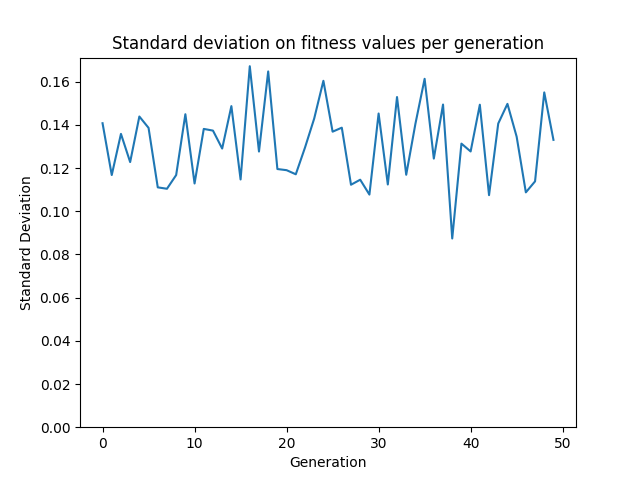 Standard deviation on fitness values per generation
Standard Deviation
0.16
0.14
0.12
0.10
0.08
0.06
0.04
0.02
0.00
0 10 20 30 40 50
Generation